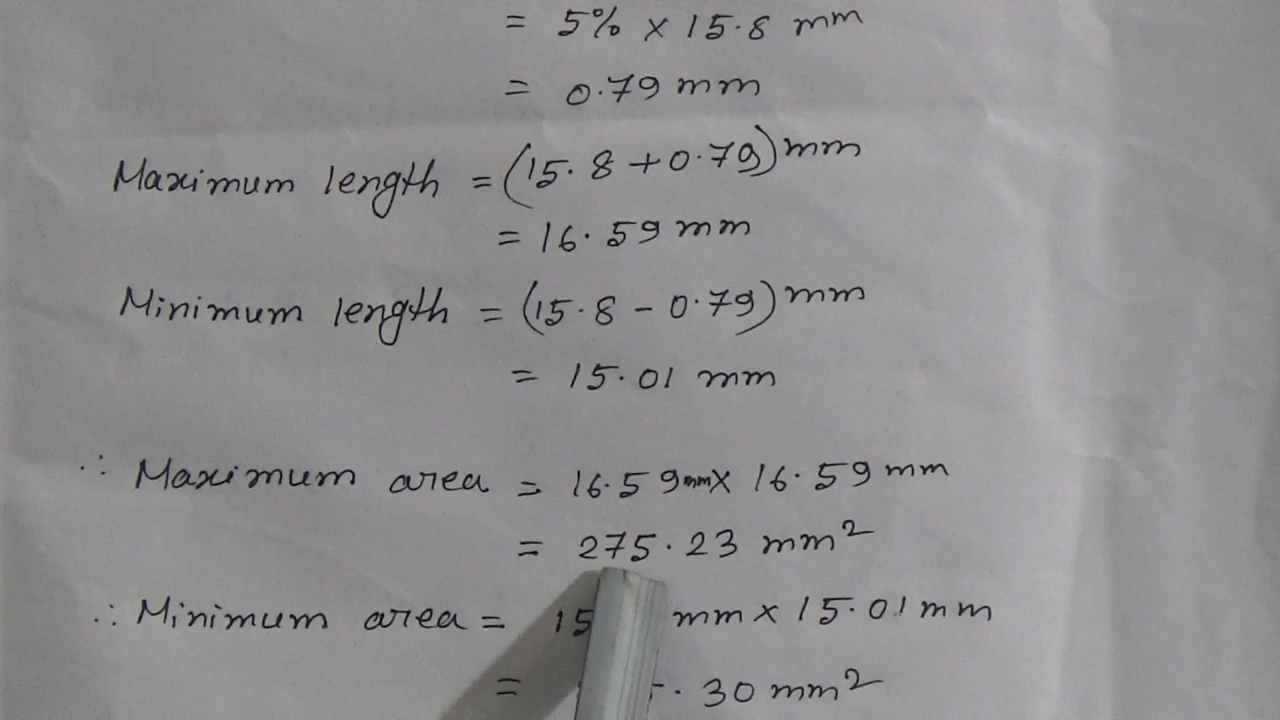 = 5% × 15.8 mm
= 0.79 mm
Maximum length = (15.8 + 0.79) mm
= 16.59 mm
Minimum length = (15.8 - 0.79) mm
= 15.01 mm
∴ Maximum area = 16.59 mm × 16.59 mm
= 275.23 mm²
∴ Minimum area = 15 mm × 15.01 mm
= .30 mm²